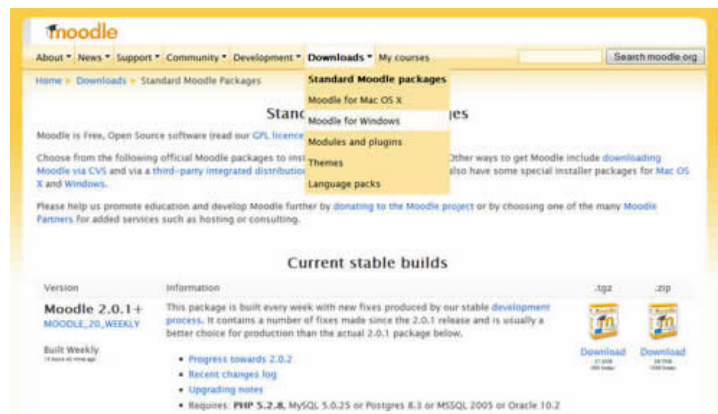 moodle
About News Support Community Development Downloads My courses Search moodle.org
Home Downloads Standard Moodle Packages
Standard Moodle packages
Moodle for Mac OS X
Moodle for Windows
Modules and plugins
Themes
Language packs
Stan es
Moodle is Free, Open Source software (read our GPL licence
Choose from the following official Moodle packages to inst Other ways to get Moodle include downloading
Moodle via CVS and via a third-party integrated distribution also have some special installer packages for Mac OS
X and Windows.
Please help us promote education and develop Moodle further by donating to the Moodle project or by choosing one of the many Moodle
Partners for added services such as hosting or consulting.
Current stable builds
Version Information .tgz .zip
Moodle 2.0.1+
MOODLE_20_WEEKLY
Built Weekly
This package is built every week with new fixes produced by our stable development
process. It contains a number of fixes made since the 2.0.1 release and is usually a
better choice for production than the actual 2.0.1 package below.
Progress towards 2.0.2
Recent changes log
Upgrading notes
Requires: PHP 5.2.8, MySQL 5.0.25 or Postgres 8.3 or MSSQL 2005 or Oracle 10.2
Download Download